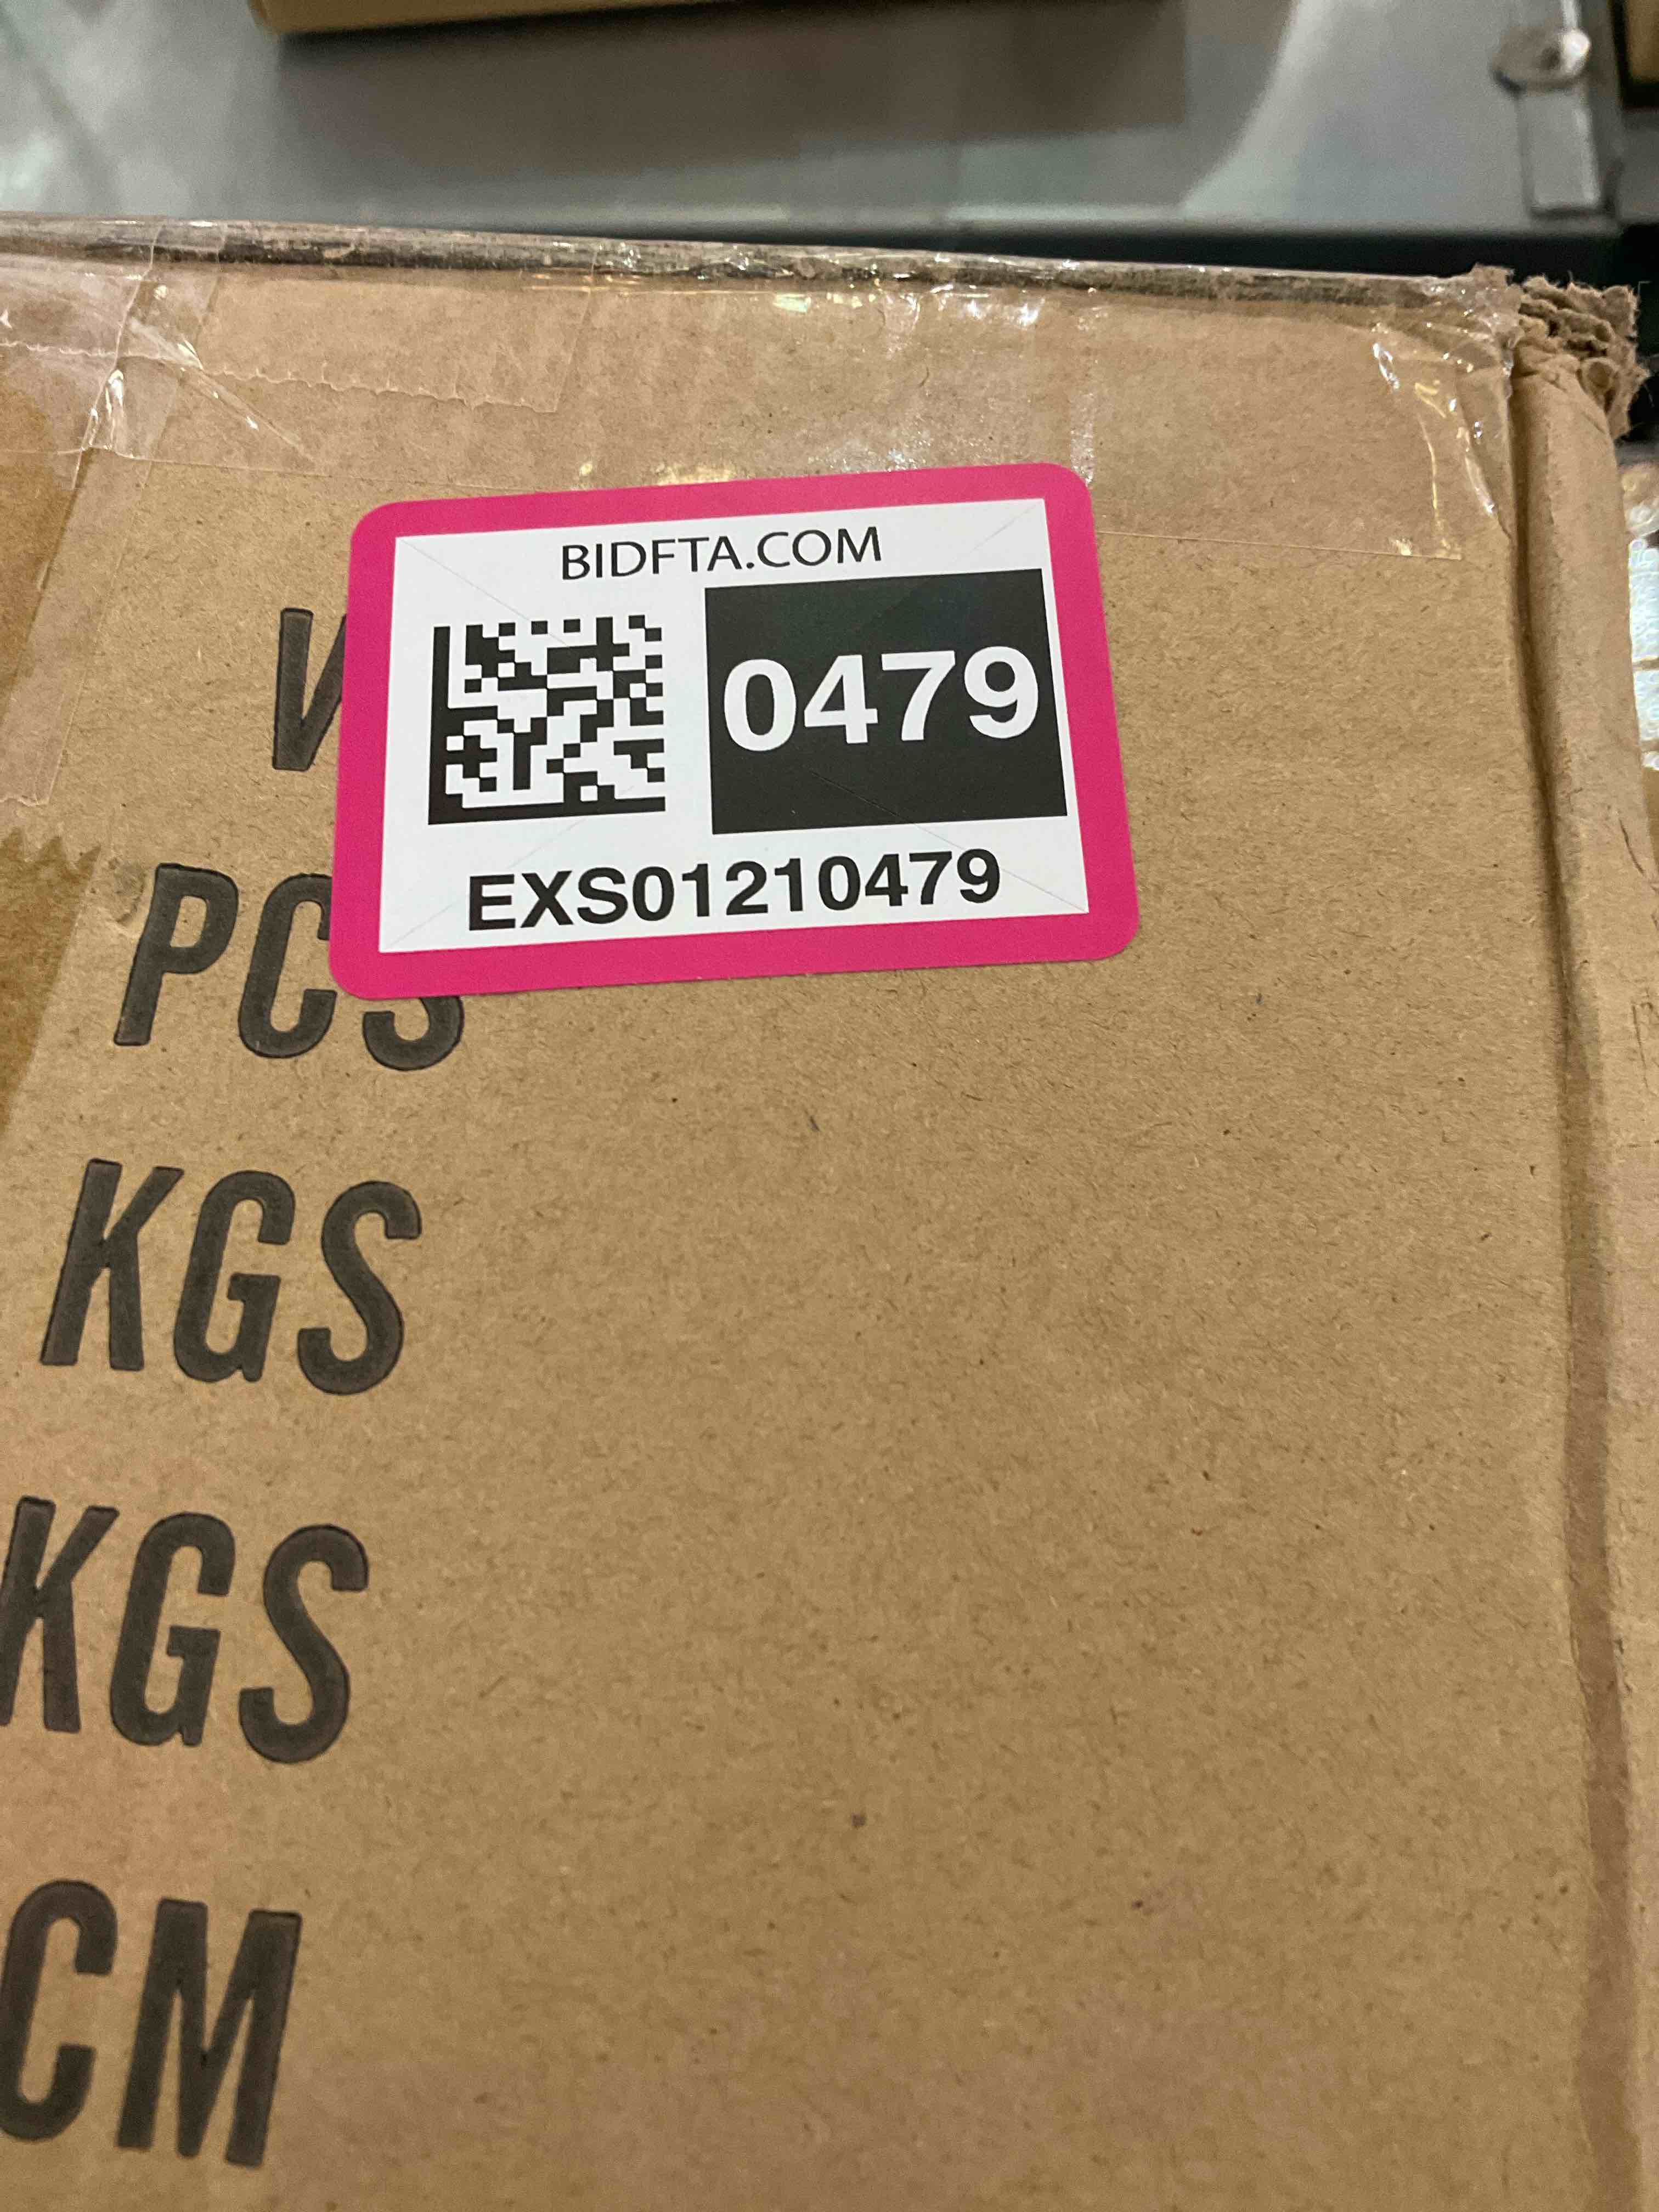 BIDFTA.COM
0479
EXS01210479
PCS
KGS
KGS
CM